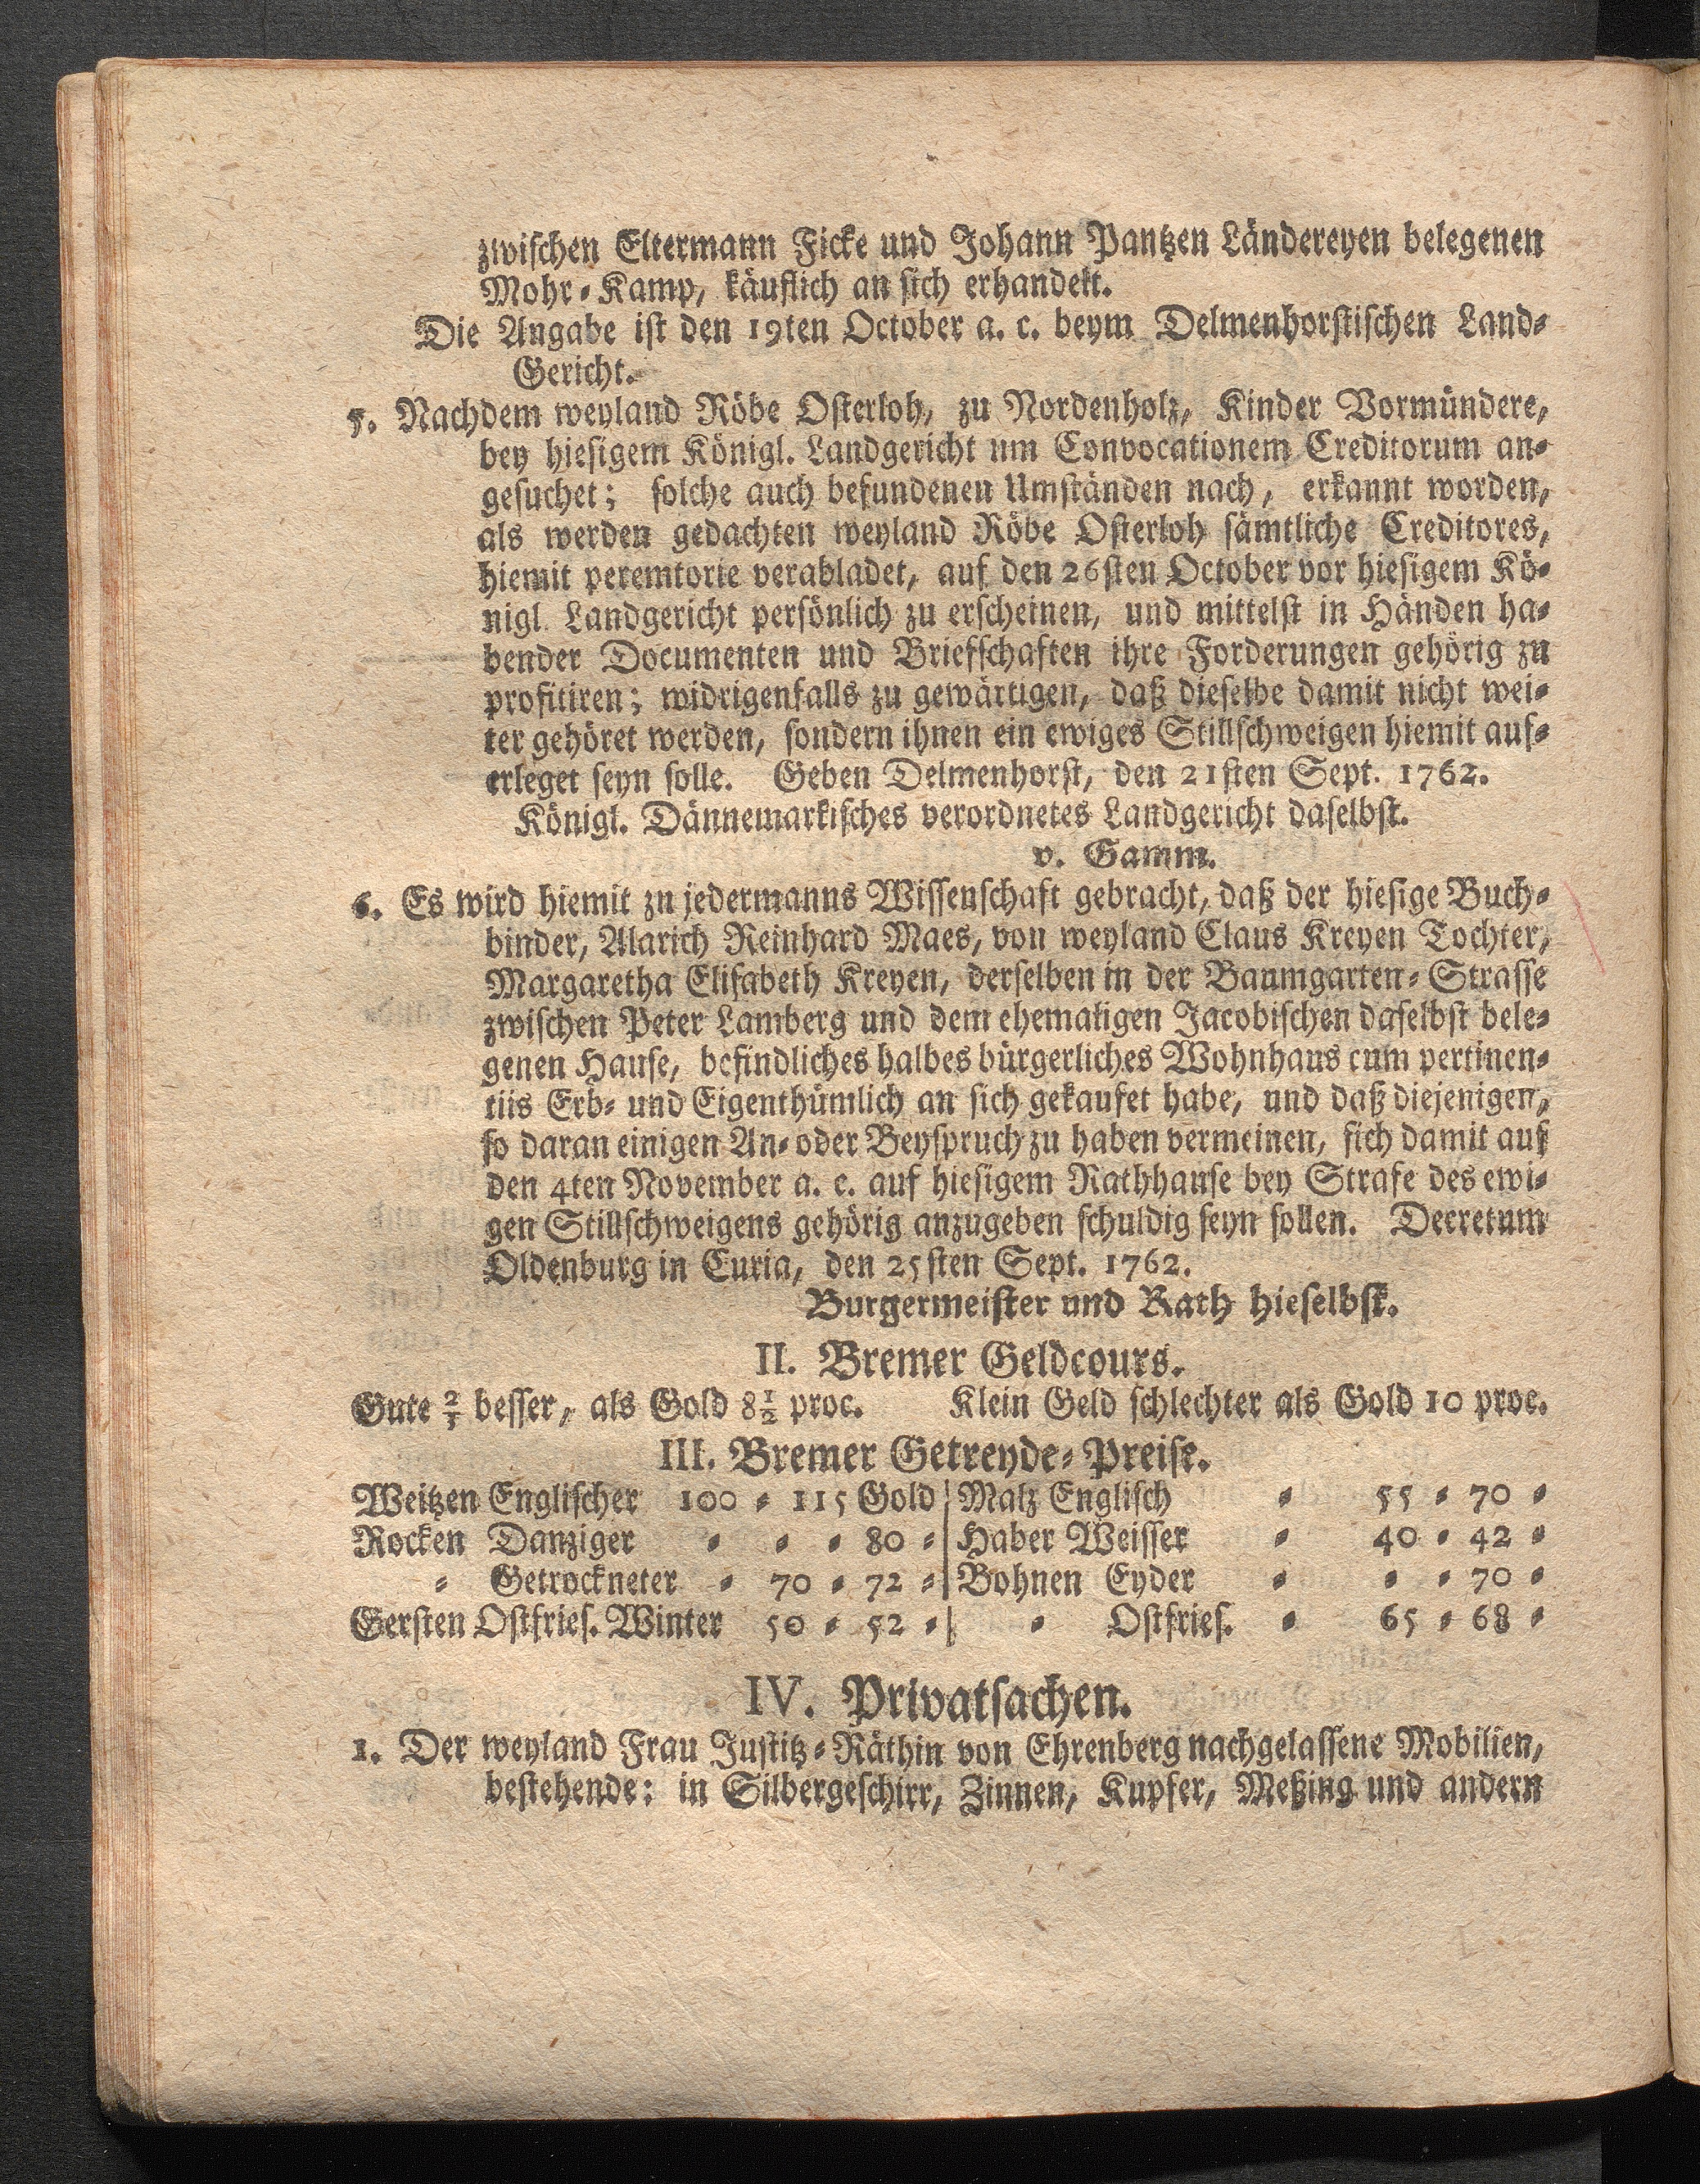 zwischen Eltermann Ficke und Johann Pantzen Ländereyen belegenen
Mohr-Kamp, käuflich an sich erhandelt.
Die Angabe ist den 19ten October a. c. beym Delmenhorstischen Land-
Gericht.
5. Nachdem weyland Röbe Osterloh, zu Nordenholz, Kinder Vormündere,
bey hiesigem Königl. Landgericht um Convocationem Creditorum an-
gesuchet; solche auch befundenen Umständen nach, erkannt worden,
als werden gedachten weyland Röbe Osterloh sämtliche Creditores,
hiemit peremtorie verabladet, auf den 26sten October vor hiesigem Kö-
nigl. Landgericht persönlich zu erscheinen, und mittelst in Händen ha-
bender Documenten und Briefschaften ihre Forderungen gehörig zu
profitiren; widrigenfalls zu gewärtigen, daß dieselbe damit nicht wei-
ter gehöret werden, sondern ihnen ein ewiges Stillschweigen hiemit auf-
erleget seyn solle. Geben Delmenhorst, den 21sten Sept. 1762.
Königl. Dännemarkisches verordnetes Landgericht daselbst.
v. Gamm.
6. Es wird hiemit zu jedermanns Wissenschaft gebracht, daß der hiesige Buch-
binder, Alarich Reinhard Maes, von weyland Claus Kreyen Tochter,
Margaretha Elisabeth Kreyen, derselben in der Baumgarten-Strasse
zwischen Peter Lamberg und dem ehemaligen Jacobischen daselbst bele-
genen Hause, befindliches halbes bürgerliches Wohnhaus cum pertinen-
tiis Erb- und Eigenthümlich an sich gekaufet habe, und daß diejenigen,
so daran einigen An- oder Beyspruch zu haben vermeinen, sich damit auf
den 4ten November a. c. auf hiesigem Rathhause bey Strafe des ewi-
gen Stillschweigens gehörig anzugeben schuldig seyn sollen. Decretum
Oldenburg in Curia, den 25sten Sept. 1762.
Burgermeister und Rath hieselbst.
II. Bremer Geldcours.
Gute 2/3 besser, als Gold 8 1/2 proc. Klein Geld schlechter als Gold 10 proc.
III. Bremer Getreyde-Preise.
Weitzen Englischer 100 - 115 Gold | Malz Englisch - 55 - 70 -
Rocken Danziger - - - 80 - | Haber Weisser - 40 - 42 -
- Getrockneter - 70 - 72 - | Bohnen Eyder - - - 70 -
Gersten Ostfries. Winter 50 - 52 - | - Ostfries. - 65 - 68 -
IV. Privatsachen.
1. Der weyland Frau Justitz-Räthin von Ehrenberg nachgelassene Mobilien,
bestehende: in Silbergeschirr, Zinnen, Kupfer, Meßing und andern